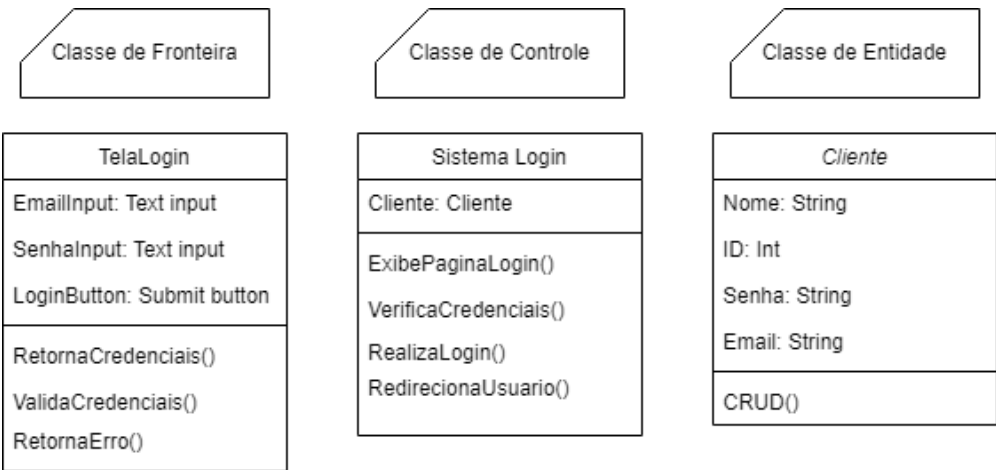 Classe de Fronteira
Classe de Controle
Classe de Entidade
TelaLogin
EmailInput: Text input
SenhaInput: Text input
LoginButton: Submit button
RetornaCredenciais()
ValidaCredenciais()
RetornaErro()
Sistema Login
Cliente: Cliente
ExibePaginaLogin()
VerificaCredenciais()
RealizaLogin()
RedirecionaUsuario()
Cliente
Nome: String
ID: Int
Senha: String
Email: String
CRUD()